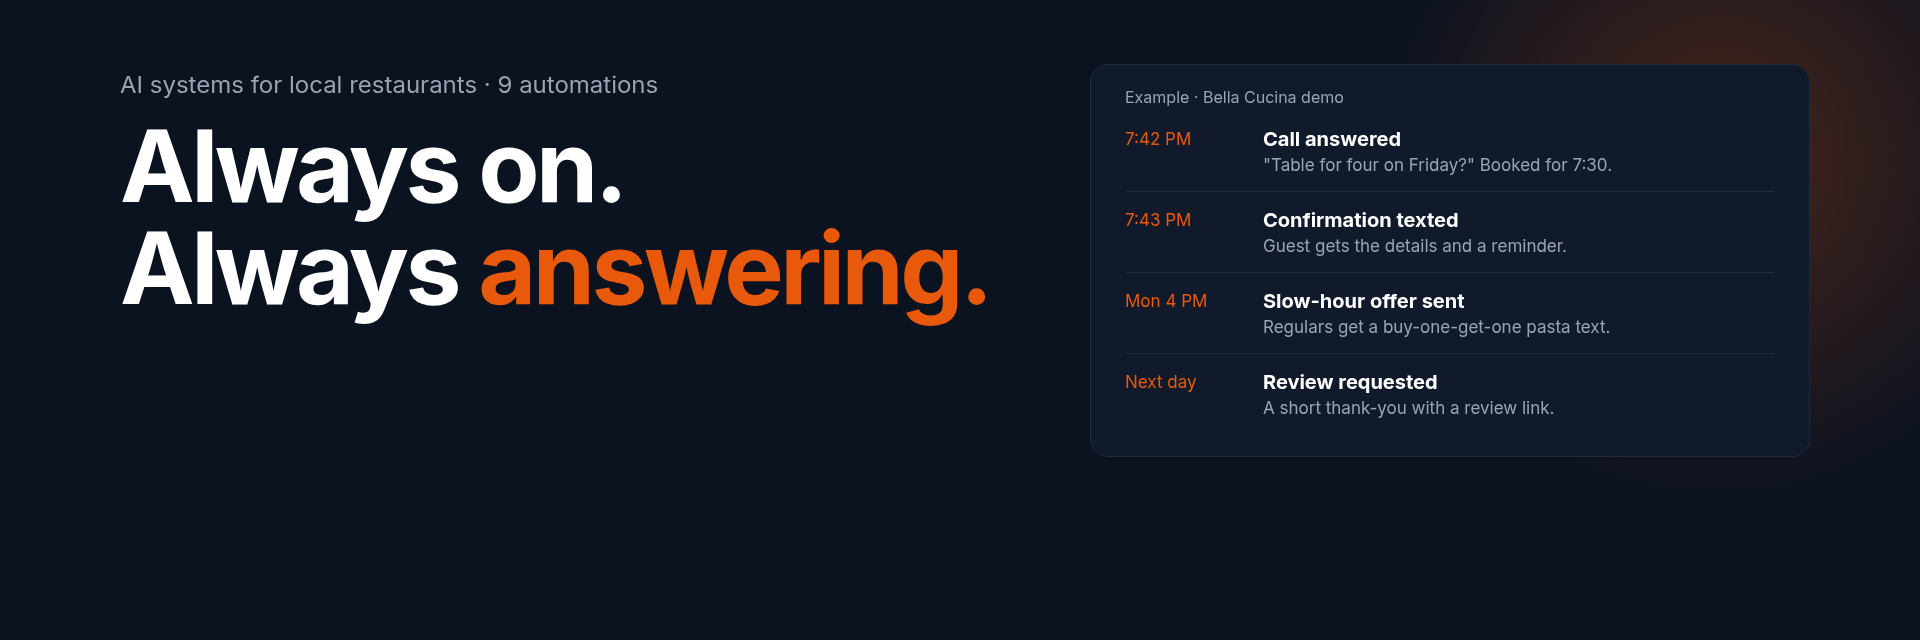 AI systems for local restaurants · 9 automations
Always on.
Always answering.
Example · Bella Cucina demo
7:42 PM
Call answered
"Table for four on Friday?" Booked for 7:30.
7:43 PM
Confirmation texted
Guest gets the details and a reminder.
Mon 4 PM
Slow-hour offer sent
Regulars get a buy-one-get-one pasta text.
Next day
Review requested
A short thank-you with a review link.